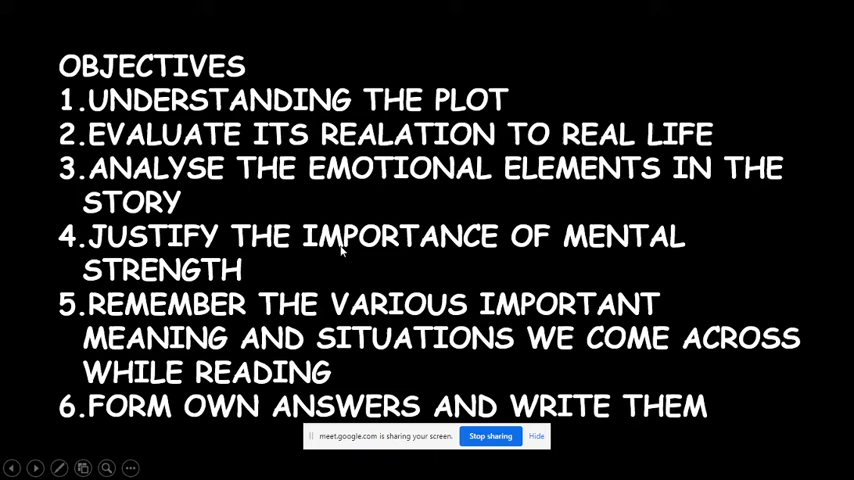 OBJECTIVES
1.UNDERSTANDING THE PLOT
2.EVALUATE ITS REALATION TO REAL LIFE
3.ANALYSE THE EMOTIONAL ELEMENTS IN THE
STORY
4.JUSTIFY THE IMPORTANCE OF MENTAL
STRENGTH
5.REMEMBER THE VARIOUS IMPORTANT
MEANING AND SITUATIONS WE COME ACROSS
WHILE READING
6.FORM OWN ANSWERS AND WRITE THEM
meet.google.com is sharing your screen. Stop sharing Hide